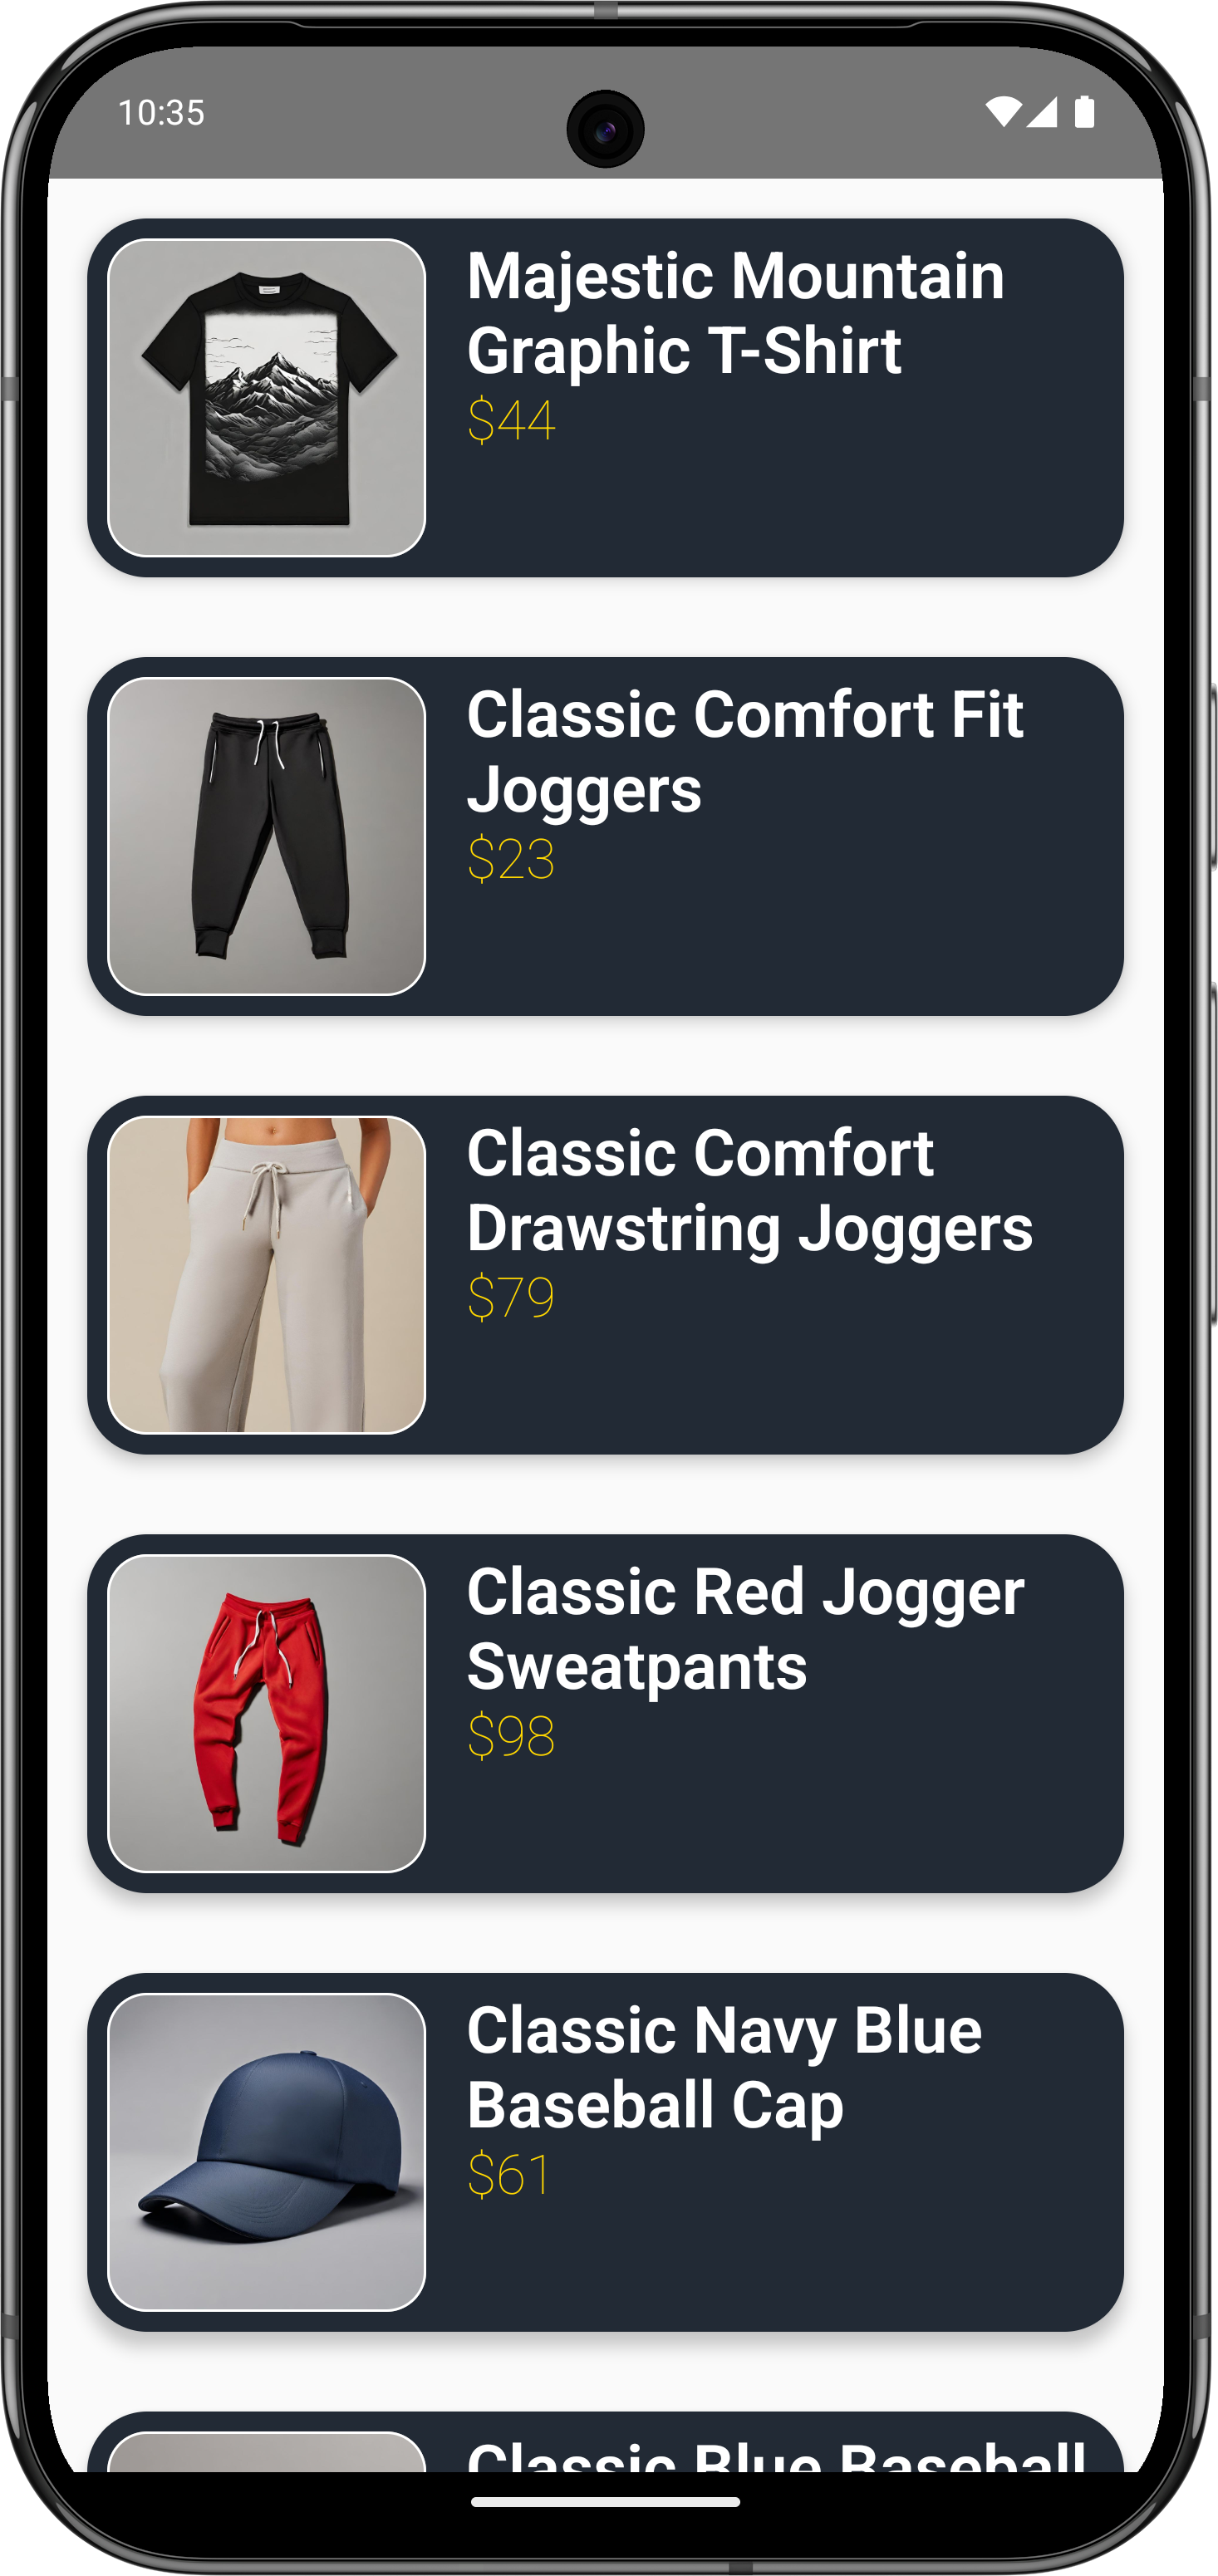 10:35
Majestic Mountain
Graphic T-Shirt
$44
Classic Comfort Fit
Joggers
$23
Classic Comfort
Drawstring Joggers
$79
Classic Red Jogger
Sweatpants
$98
Classic Navy Blue
Baseball Cap
$61
Classic Blue Baseball